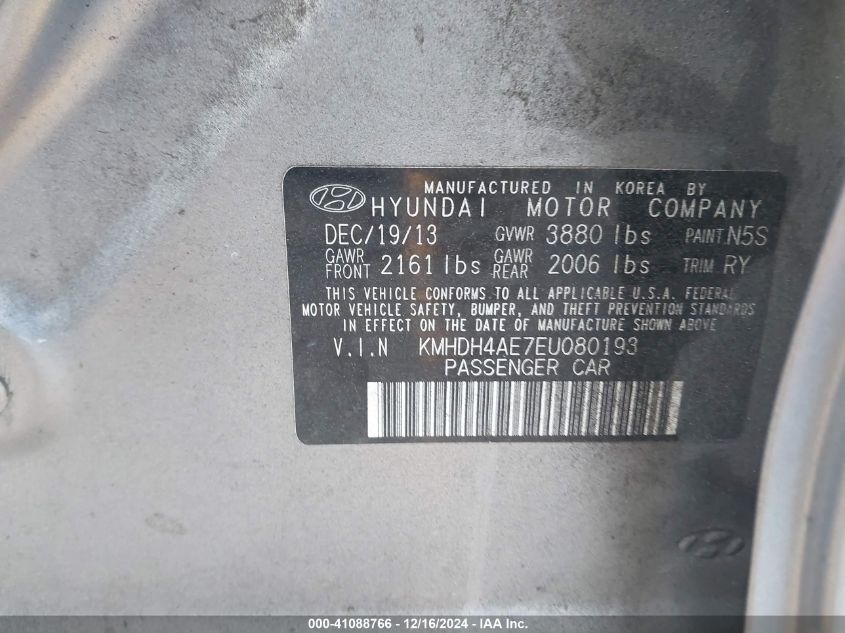 MANUFACTURED IN KOREA BY
HYUNDAI MOTOR COMPANY
DEC/19/13 GVWR 3880 lbs PAINT N5S
GAWR FRONT 2161 lbs GAWR REAR 2006 lbs TRIM RY
THIS VEHICLE CONFORMS TO ALL APPLICABLE U.S.A. FEDERAL
MOTOR VEHICLE SAFETY, BUMPER, AND THEFT PREVENTION STANDARDS
IN EFFECT ON THE DATE OF MANUFACTURE SHOWN ABOVE
V.I.N KMHDH4AE7EU080193
PASSENGER CAR
000-41088766 - 12/16/2024 - IAA Inc.